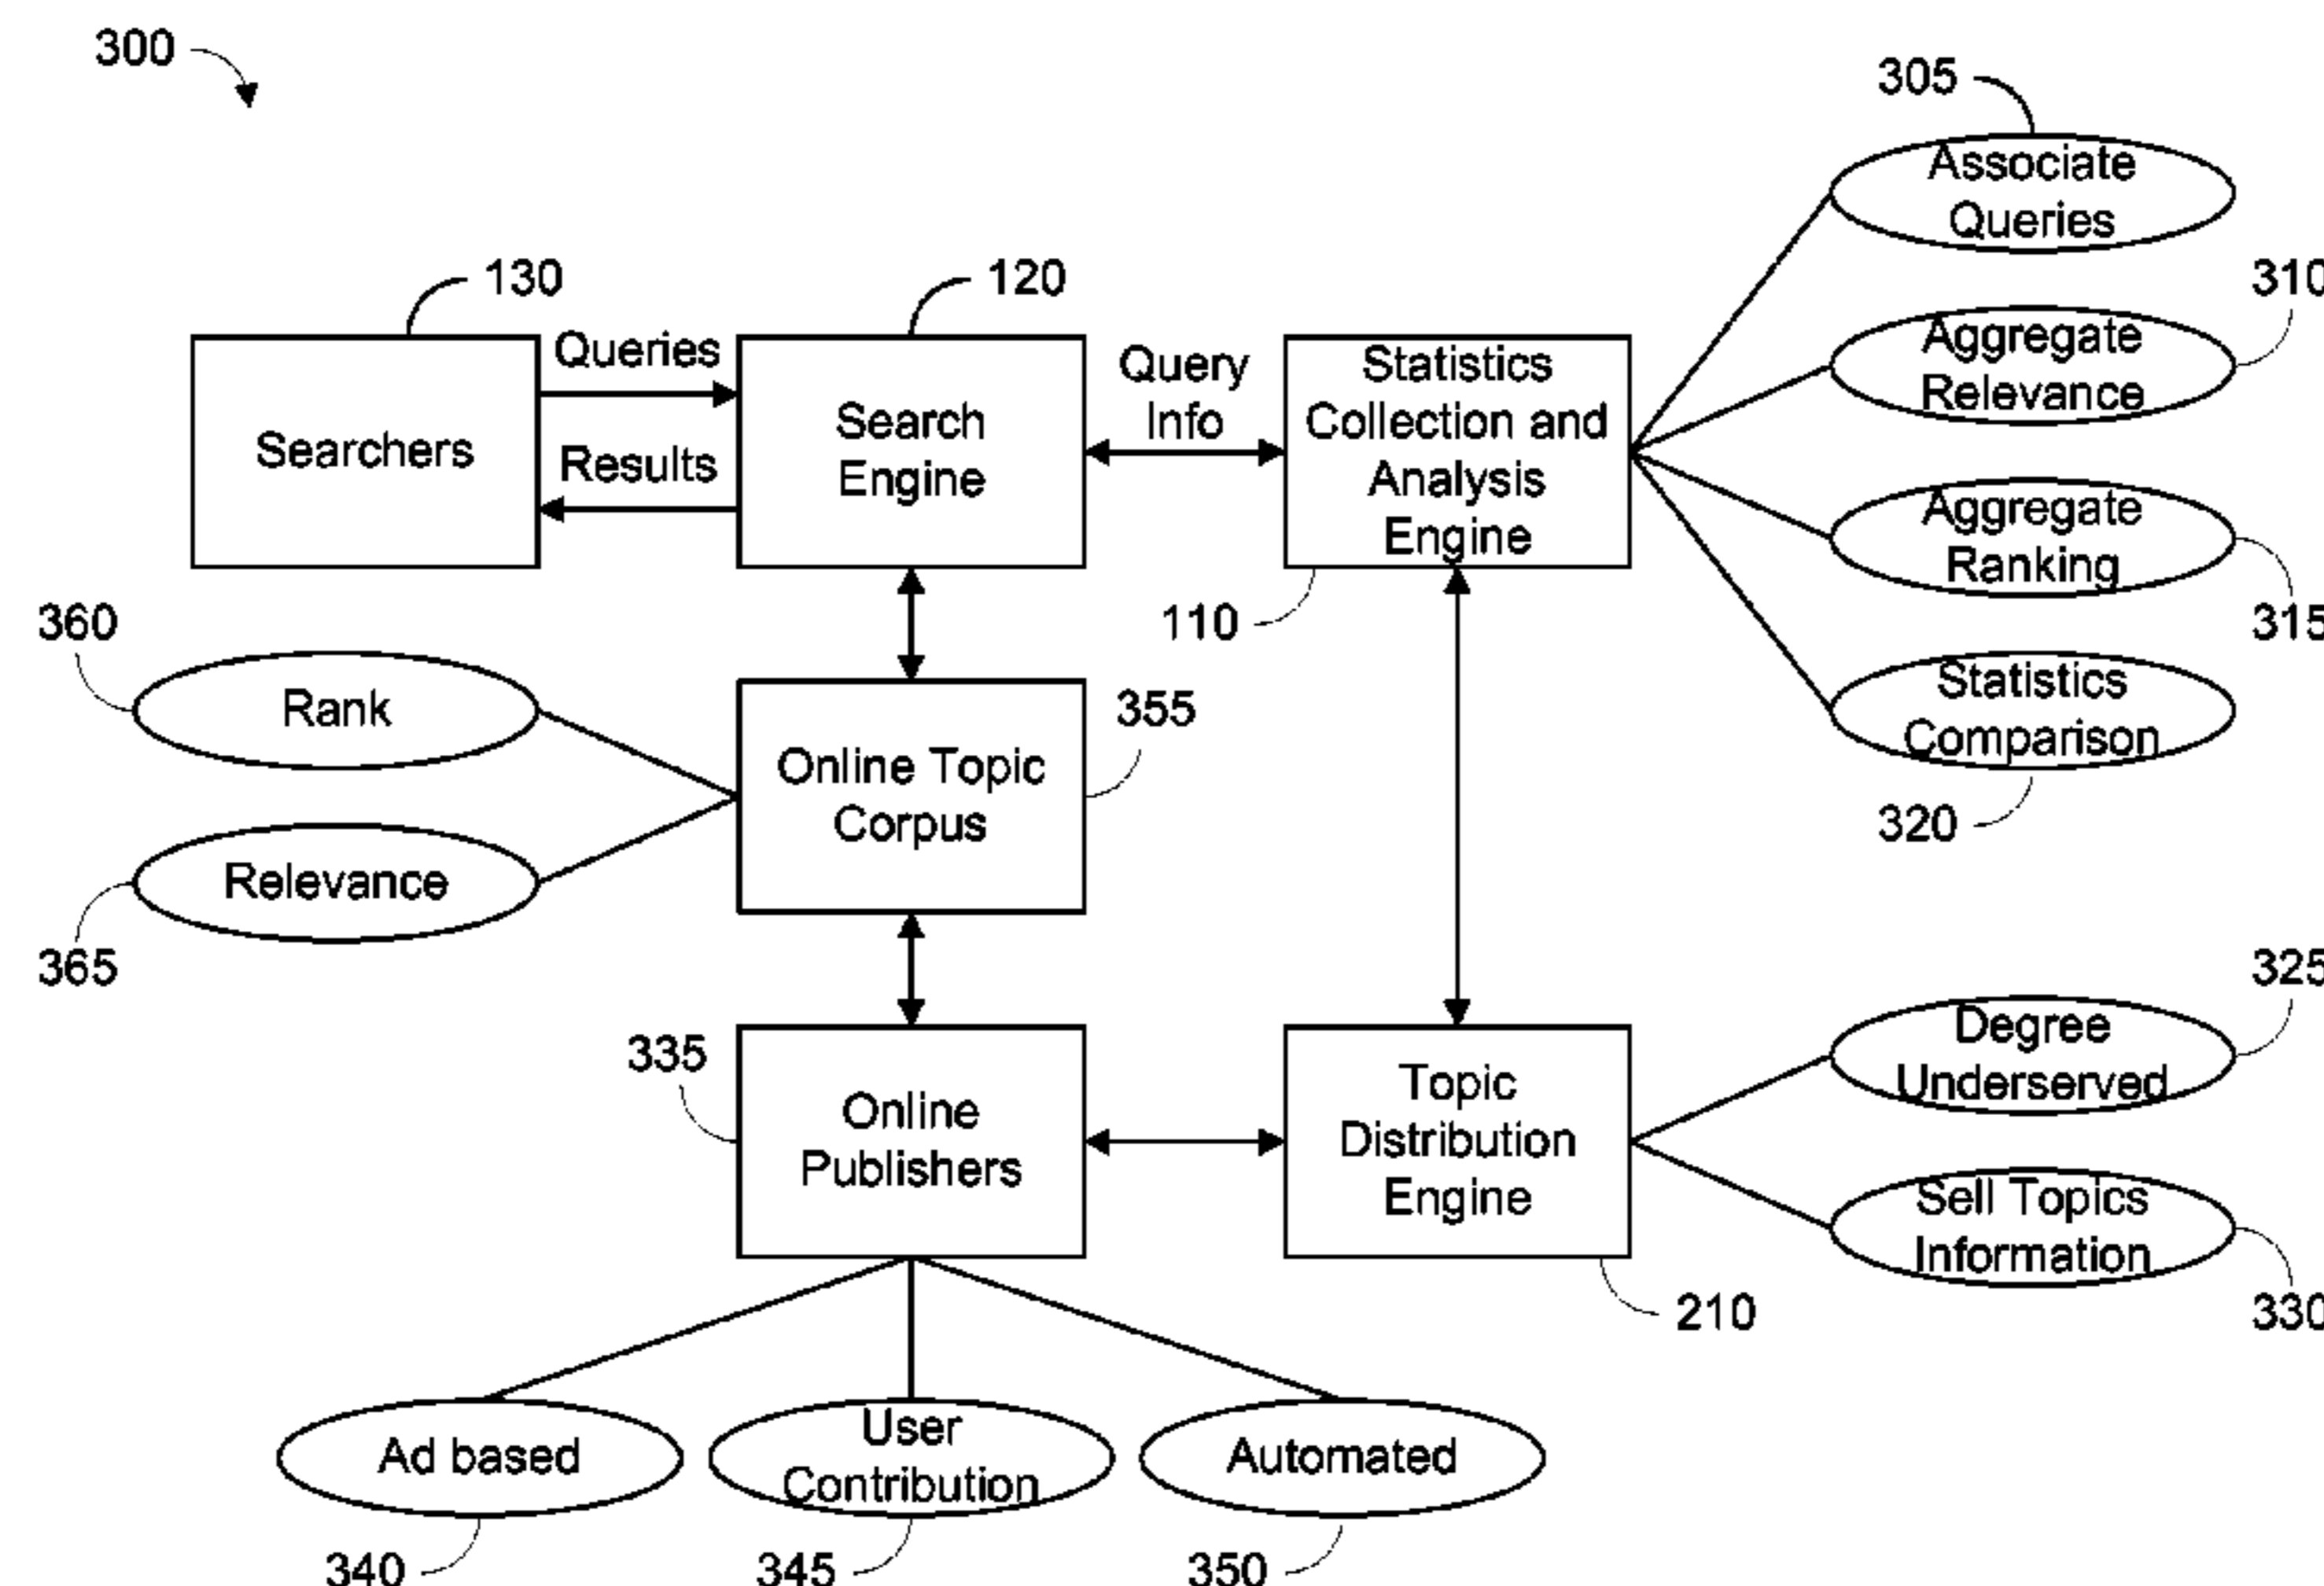 300
305
Associate
Queries
130
120
310
Queries
Results
Searchers
Search
Engine
Query
Info
Statistics
Collection and
Analysis
Engine
110
Aggregate
Relevance
Aggregate
Ranking
315
360
Rank
355
Online Topic
Corpus
Statistics
Comparison
320
Relevance
365
325
335
Online
Publishers
Topic
Distribution
Engine
210
Degree
Underserved
Sell Topics
Information
330
Ad based
User
Contribution
Automated
340
345
350